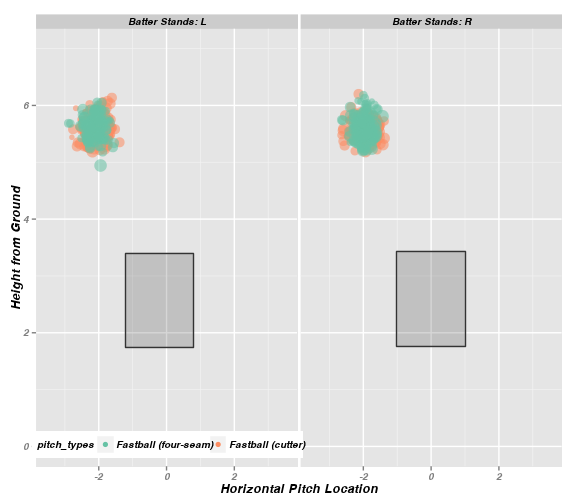 Batter Stands: L Batter Stands: R
6
4
2
0
Height from Ground
pitch_types Fastball (four-seam) Fastball (cutter)
-2 0 2 -2 0 2
Horizontal Pitch Location